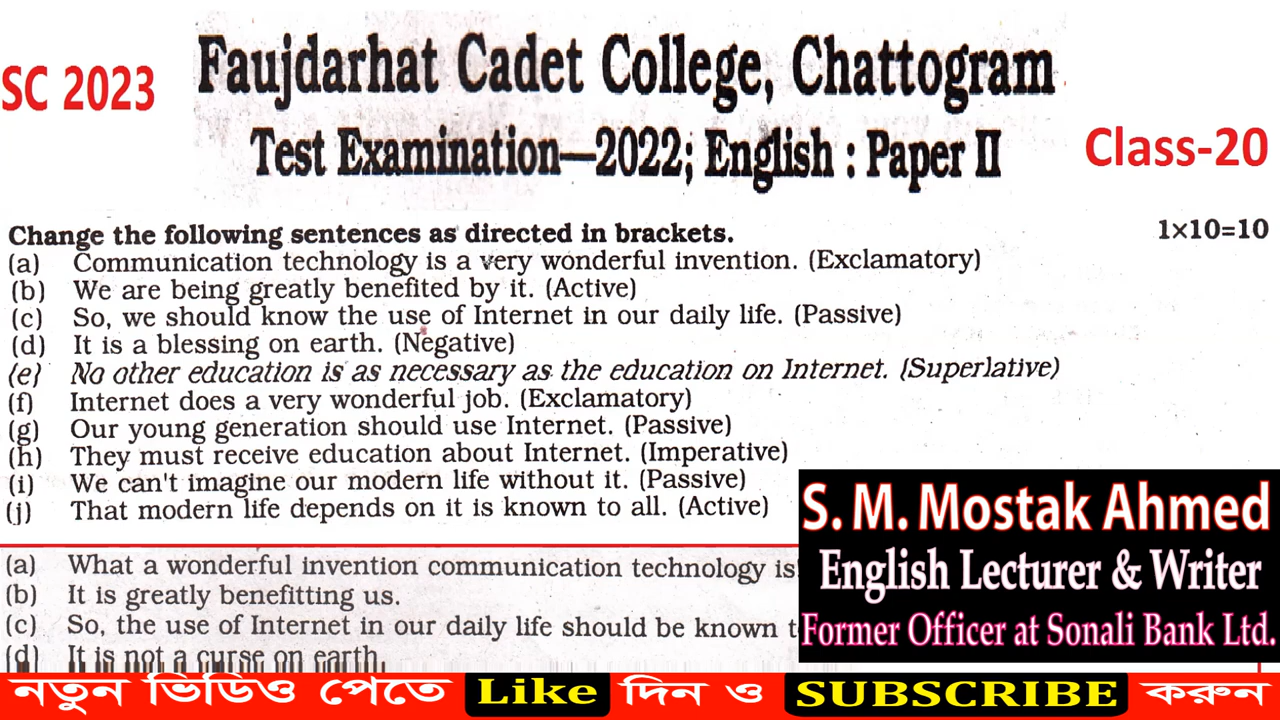 Faujdarhat Cadet College, Chattogram
SC 2023
Test Examination—2022; English : Paper II
Class-20
Change the following sentences as directed in brackets. 1×10=10
(a) Communication technology is a very wonderful invention. (Exclamatory)
(b) We are being greatly benefited by it. (Active)
(c) So, we should know the use of Internet in our daily life. (Passive)
(d) It is a blessing on earth. (Negative)
(e) No other education is as necessary as the education on Internet. (Superlative)
(f) Internet does a very wonderful job. (Exclamatory)
(g) Our young generation should use Internet. (Passive)
(h) They must receive education about Internet. (Imperative)
(i) We can't imagine our modern life without it. (Passive)
(j) That modern life depends on it is known to all. (Active)
(a) What a wonderful invention communication technology is!
(b) It is greatly benefitting us.
(c) So, the use of Internet in our daily life should be known
(d) It is not a curse on earth.
S. M. Mostak Ahmed
English Lecturer & Writer
Former Officer at Sonali Bank Ltd.
নতুন ভিডিও পেতে Like দিন ও SUBSCRIBE করুন